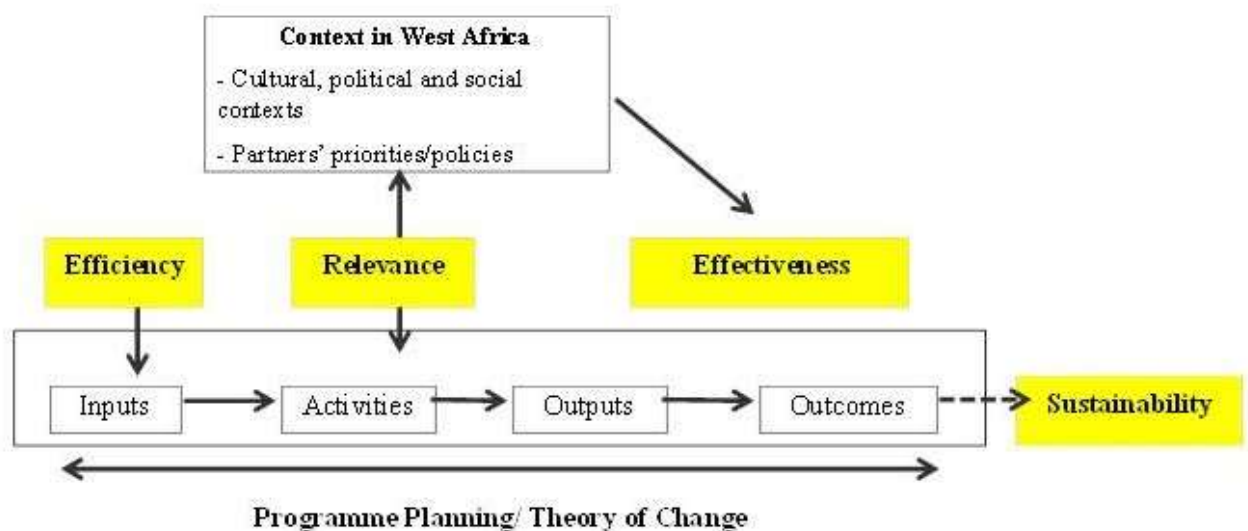 Context in West Africa
- Cultural, political and social
contexts
- Partners’ priorities/policies
Efficiency
Relevance
Effectiveness
Inputs
Activities
Outputs
Outcomes
Sustainability
Programme Planning/ Theory of Change